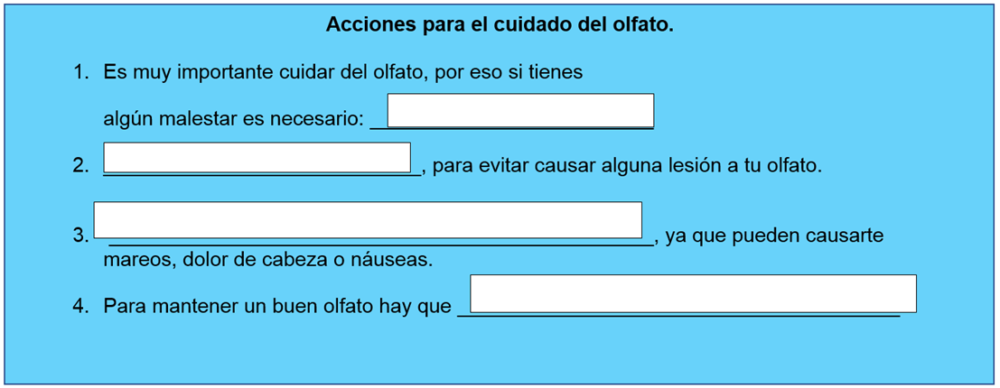 Acciones para el cuidado del olfato.
1. Es muy importante cuidar del olfato, por eso si tienes
algún malestar es necesario:
2. , para evitar causar alguna lesión a tu olfato.
3. , ya que pueden causarte
mareos, dolor de cabeza o náuseas.
4. Para mantener un buen olfato hay que